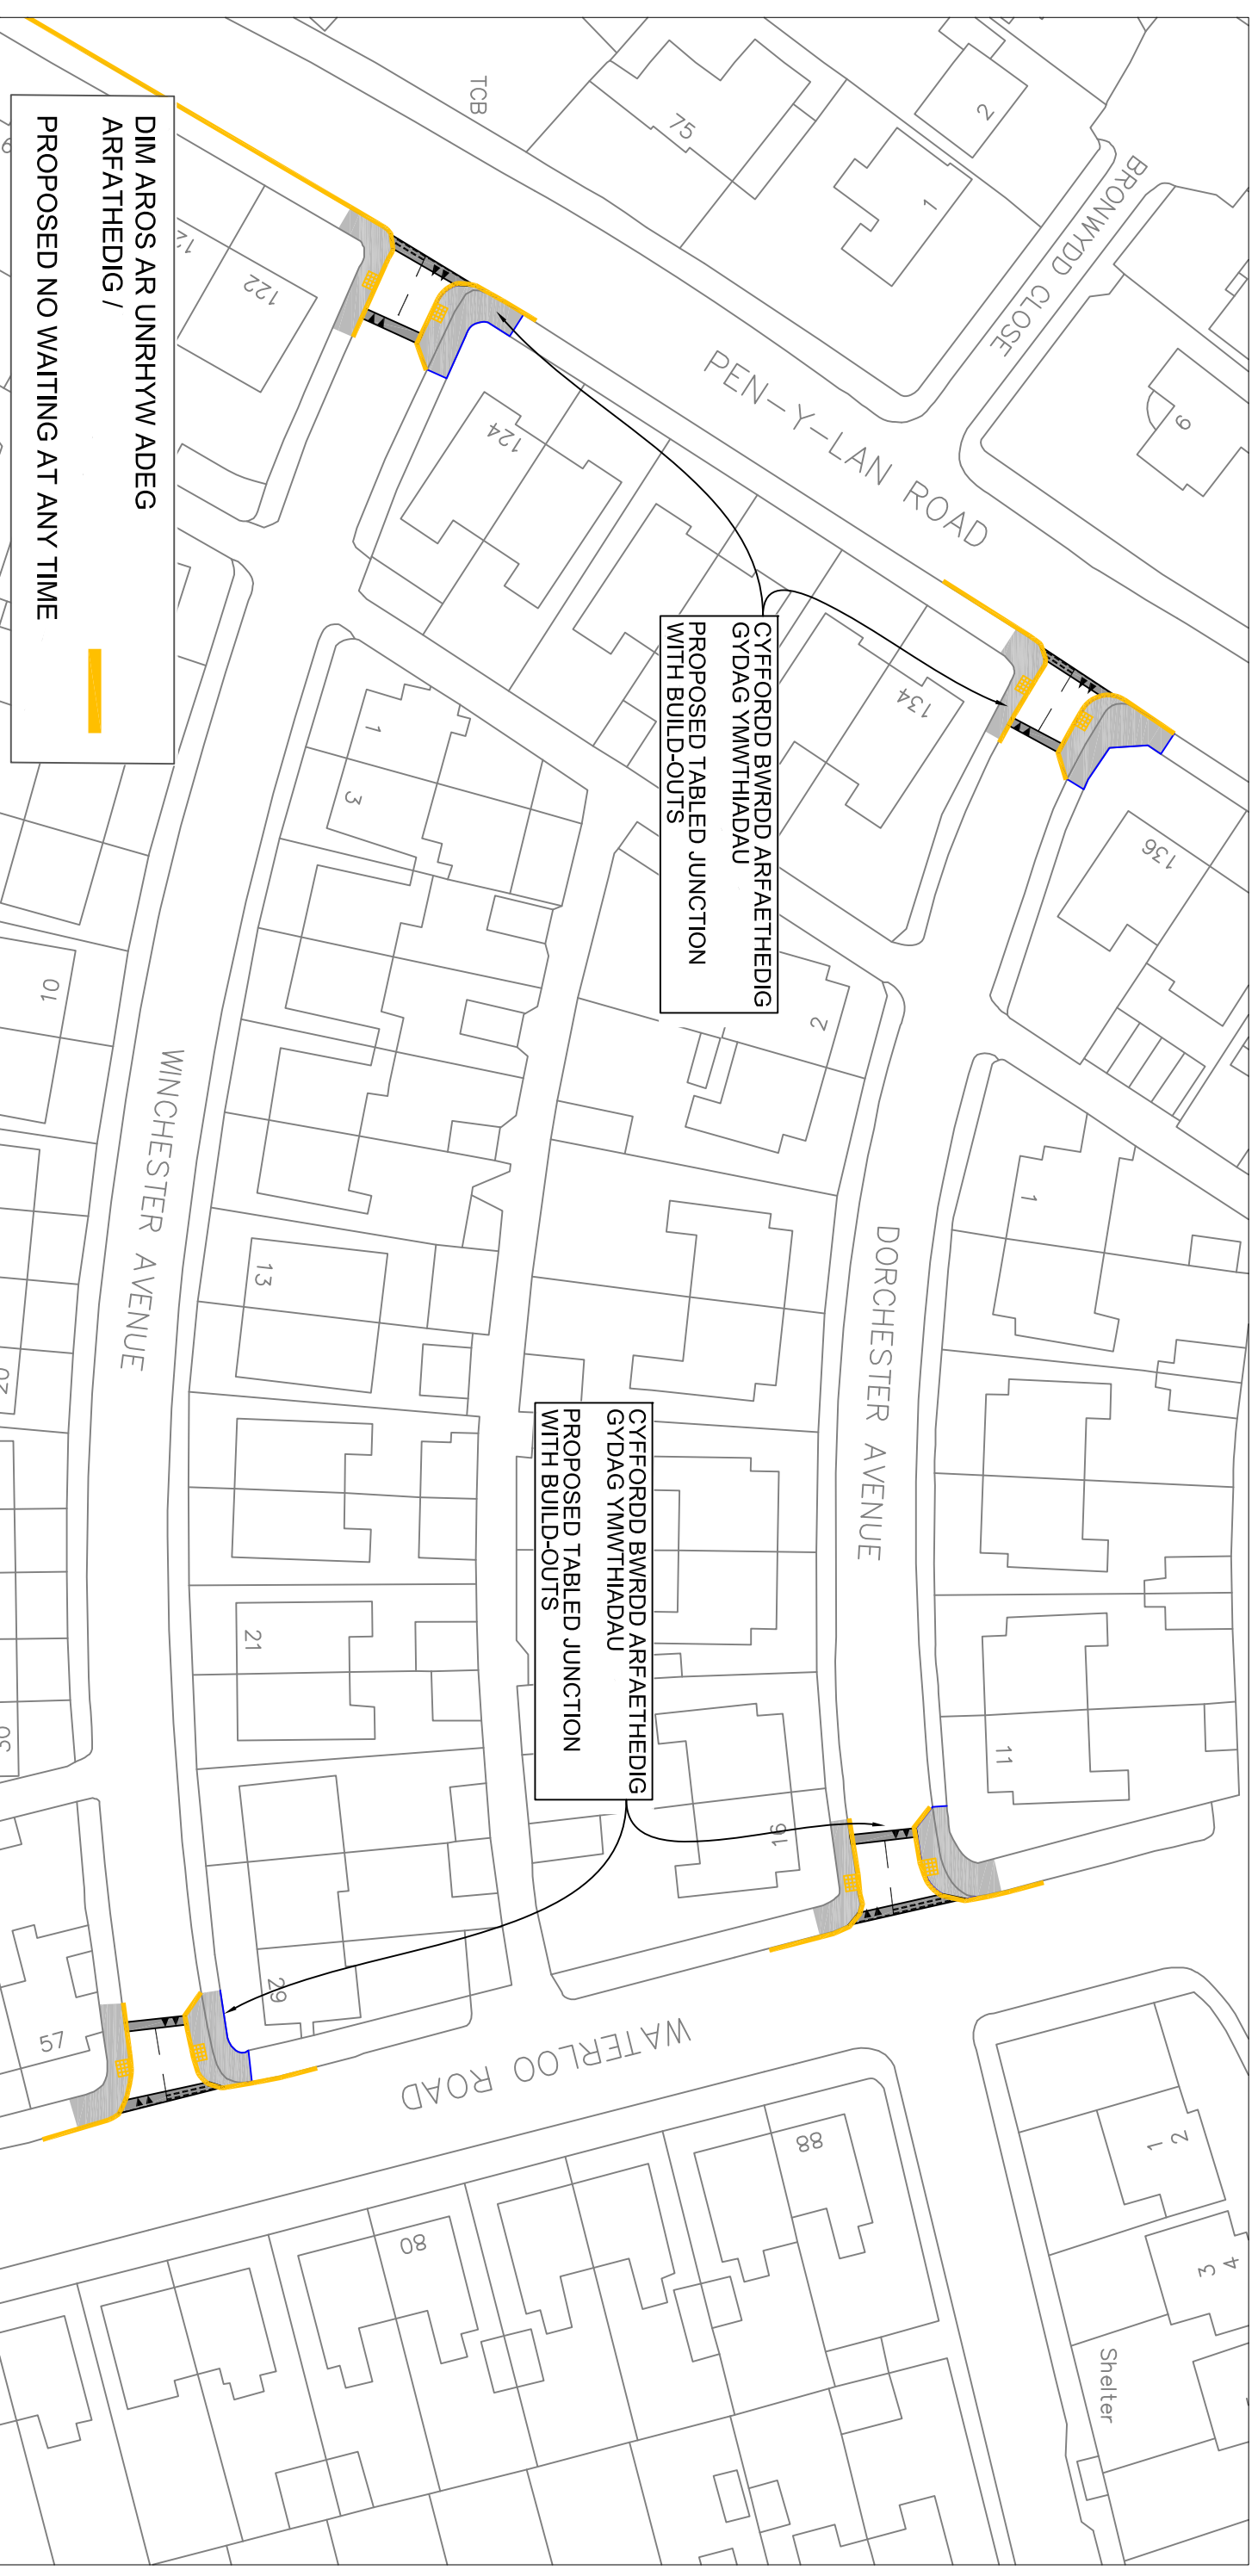 DIM AROS AR UNRHYW ADEG
ARFATHEDIG /
PROPOSED NO WAITING AT ANY TIME
CYFFORDD BWRDD ARFAETHEDIG
GYDAG YMWTHIADAU
PROPOSED TABLED JUNCTION
WITH BUILD-OUTS
CYFFORDD BWRDD ARFAETHEDIG
GYDAG YMWTHIADAU
PROPOSED TABLED JUNCTION
WITH BUILD-OUTS
PEN-Y-LAN ROAD
BRONWYDD CLOSE
DORCHESTER AVENUE
WINCHESTER AVENUE
WATERLOO ROAD
TCB
Shelter
75
1
2
9
122
124
134
136
1
3
13
21
29
10
57
2
16
1
11
88
80
1
2
3
4